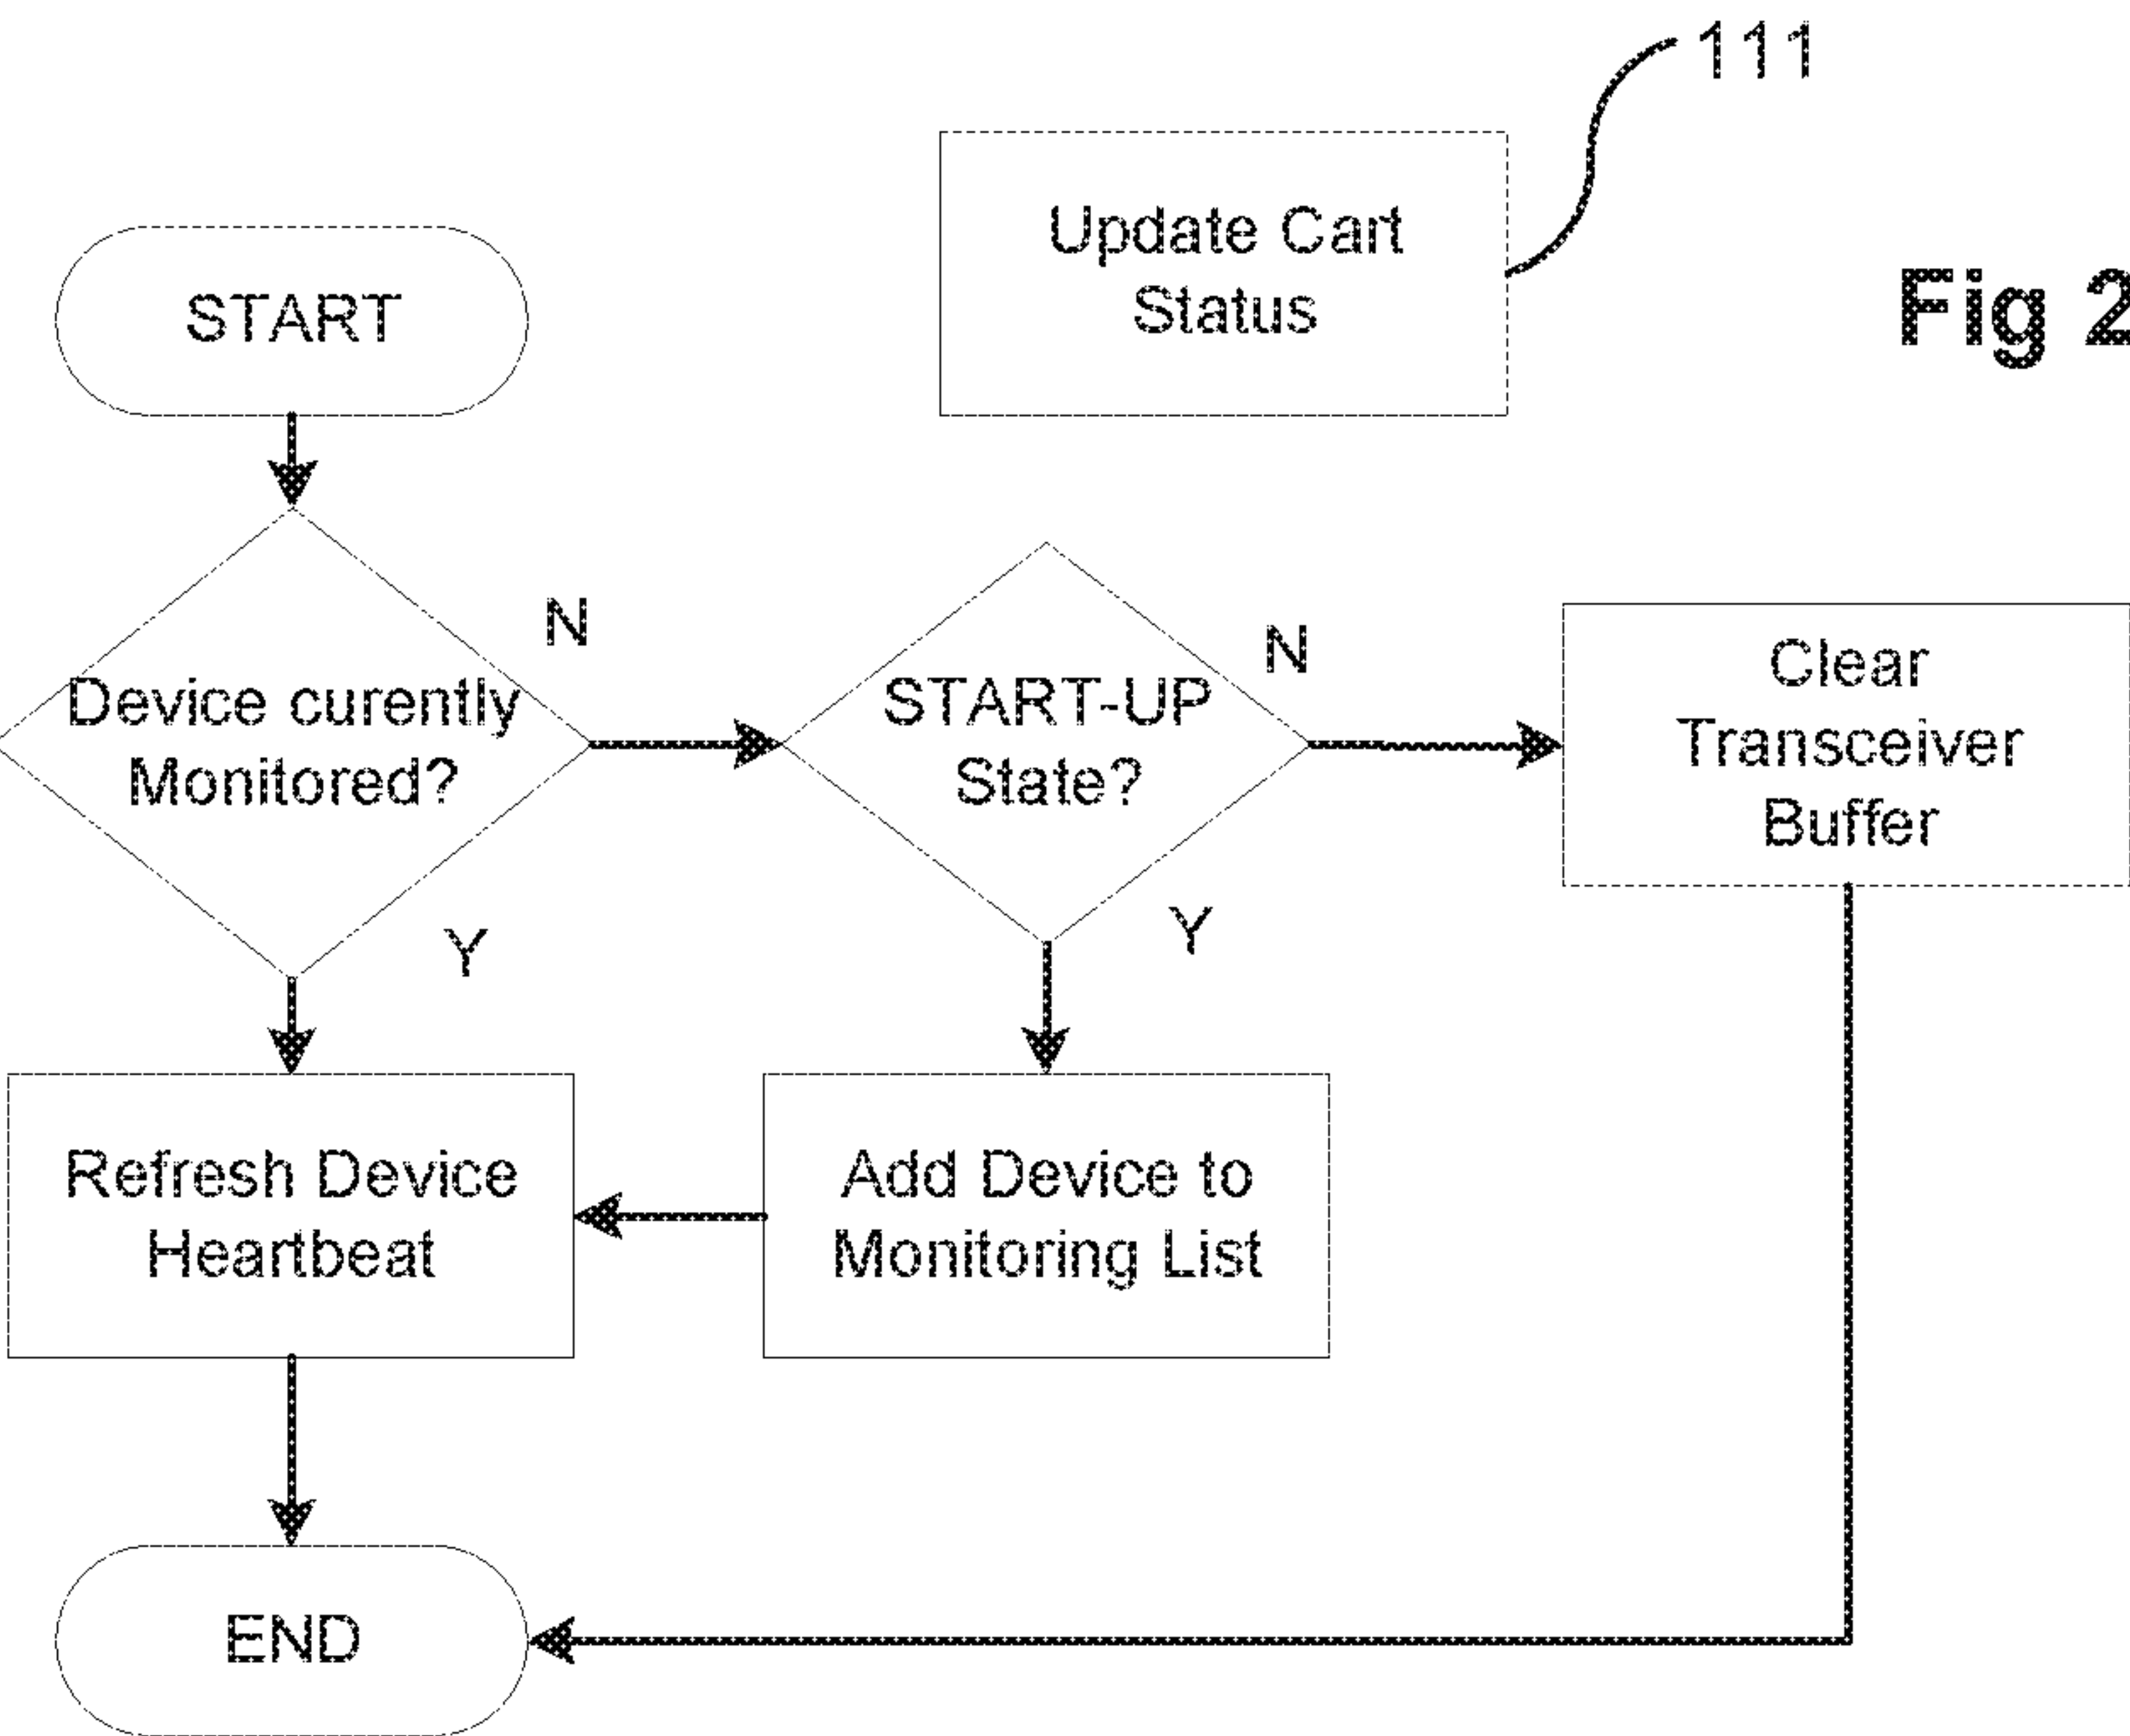 111
Update Cart
Status
START
Fig 2
N
N
Device curently
Monitored?
START-UP
State?
Clear
Transceiver
Buffer
Y
Y
Refresh Device
Heartbeat
Add Device to
Monitoring List
END